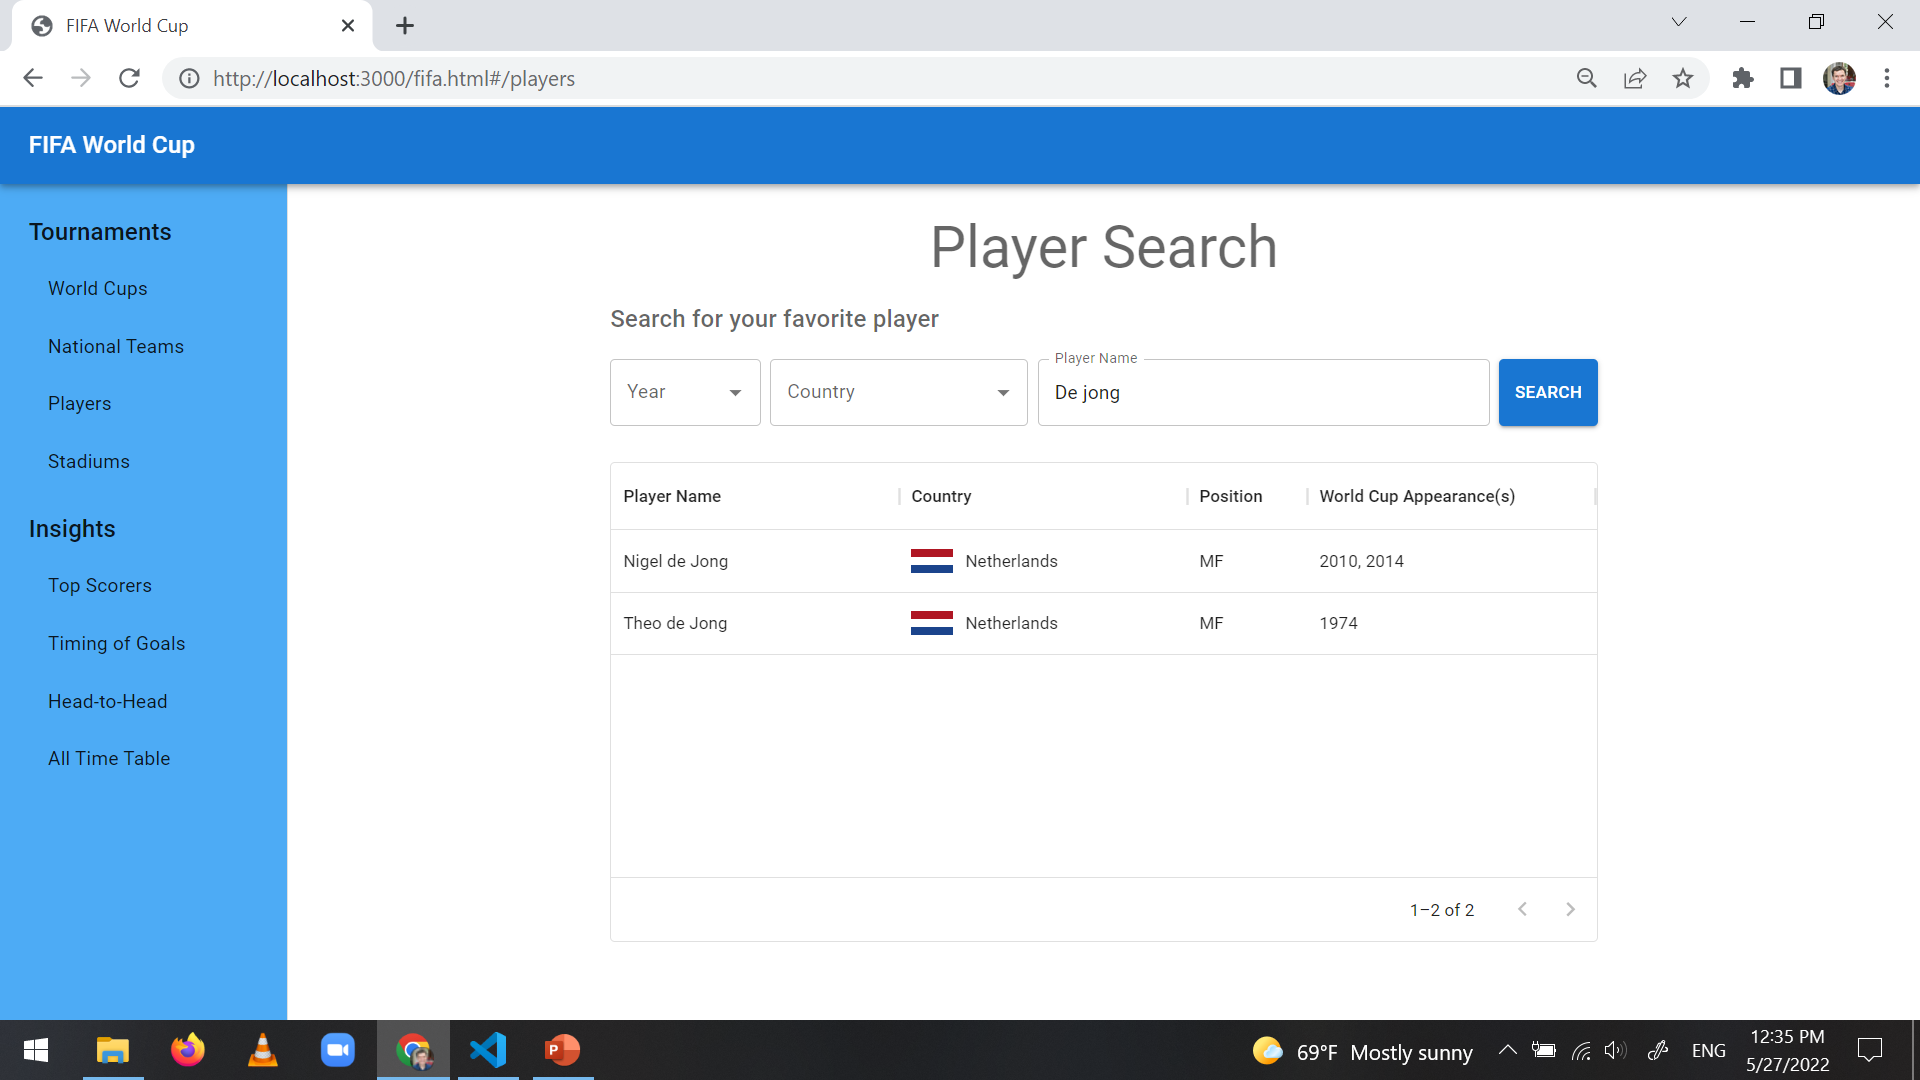 FIFA World Cup
http://localhost:3000/fifa.html#/players
FIFA World Cup
Tournaments
World Cups
National Teams
Players
Stadiums
Insights
Top Scorers
Timing of Goals
Head-to-Head
All Time Table
Player Search
Search for your favorite player
Year
Country
Player Name
De jong
SEARCH
Player Name Country Position World Cup Appearance(s)
Nigel de Jong Netherlands MF 2010, 2014
Theo de Jong Netherlands MF 1974
1–2 of 2
P
69°F Mostly sunny
ENG
12:35 PM
5/27/2022